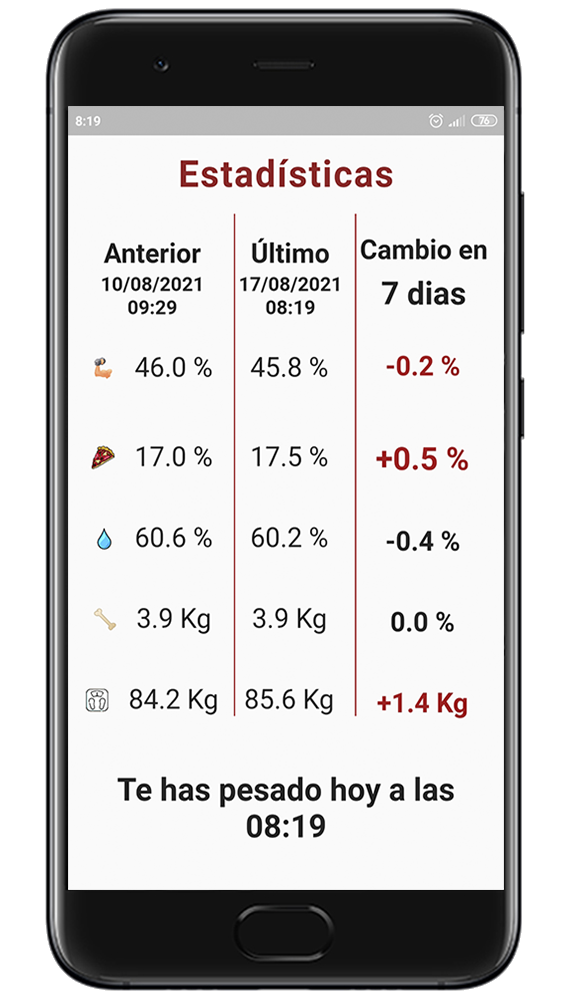 8:19
76
Estadísticas
Anterior Último Cambio en
10/08/2021 17/08/2021 7 dias
09:29 08:19
46.0 % 45.8 % -0.2 %
17.0 % 17.5 % +0.5 %
60.6 % 60.2 % -0.4 %
3.9 Kg 3.9 Kg 0.0 %
84.2 Kg 85.6 Kg +1.4 Kg
Te has pesado hoy a las
08:19